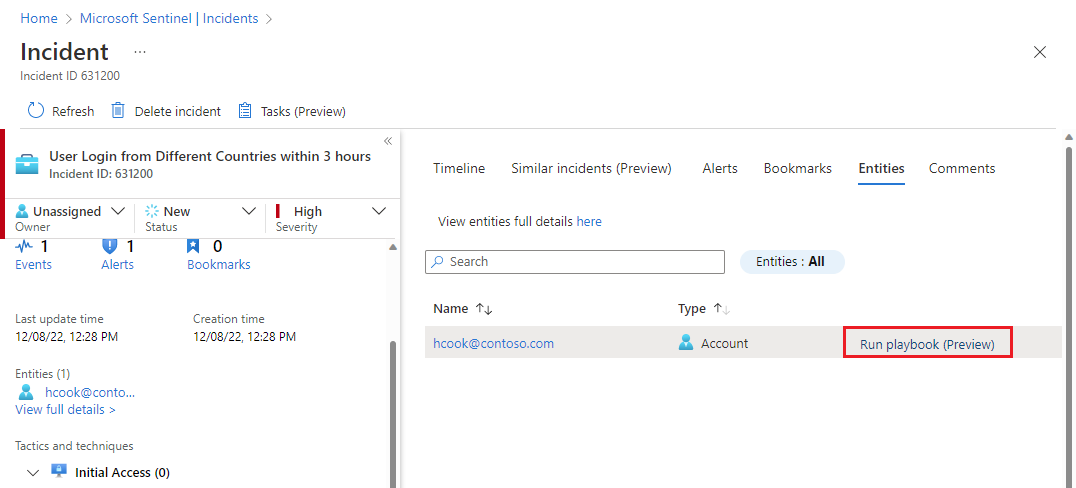 Home > Microsoft Sentinel | Incidents >
Incident ...
Incident ID 631200
Refresh Delete incident Tasks (Preview)
«
User Login from Different Countries within 3 hours
Incident ID: 631200
Unassigned New High
Owner Status Severity
1 1 0
Events Alerts Bookmarks
Last update time Creation time
12/08/22, 12:28 PM 12/08/22, 12:28 PM
Entities (1)
hcook@conto...
View full details >
Tactics and techniques
Initial Access (0)
Timeline Similar incidents (Preview) Alerts Bookmarks Entities Comments
View entities full details here
Search Entities : All
Name ↑↓ Type ↑↓
hcook@contoso.com Account Run playbook (Preview)